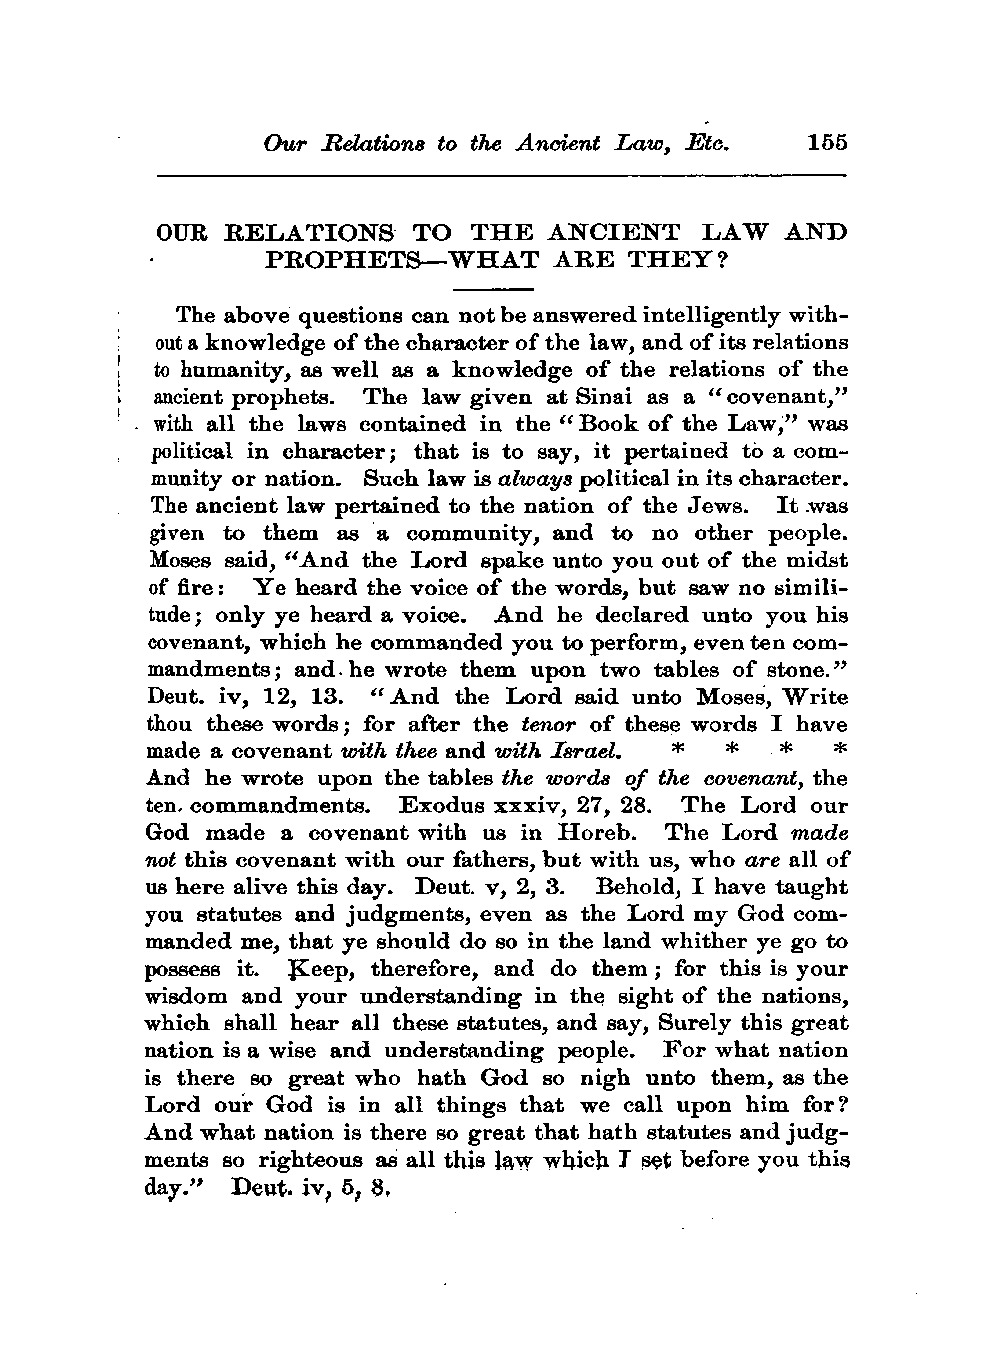 Our Relations to the Ancient Law, Etc. 155
OUR RELATIONS TO THE ANCIENT LAW AND
PROPHETS—WHAT ARE THEY?
The above questions can not be answered intelligently with-
out a knowledge of the character of the law, and of its relations
to humanity, as well as a knowledge of the relations of the
ancient prophets. The law given at Sinai as a “covenant,”
with all the laws contained in the “Book of the Law,” was
political in character; that is to say, it pertained to a com-
munity or nation. Such law is always political in its character.
The ancient law pertained to the nation of the Jews. It was
given to them as a community, and to no other people.
Moses said, “And the Lord spake unto you out of the midst
of fire: Ye heard the voice of the words, but saw no simili-
tude; only ye heard a voice. And he declared unto you his
covenant, which he commanded you to perform, even ten com-
mandments; and he wrote them upon two tables of stone.”
Deut. iv, 12, 13. “And the Lord said unto Moses, Write
thou these words; for after the tenor of these words I have
made a covenant with thee and with Israel. * * * *
And he wrote upon the tables the words of the covenant, the
ten commandments. Exodus xxxiv, 27, 28. The Lord our
God made a covenant with us in Horeb. The Lord made
not this covenant with our fathers, but with us, who are all of
us here alive this day. Deut. v, 2, 3. Behold, I have taught
you statutes and judgments, even as the Lord my God com-
manded me, that ye should do so in the land whither ye go to
possess it. Keep, therefore, and do them; for this is your
wisdom and your understanding in the sight of the nations,
which shall hear all these statutes, and say, Surely this great
nation is a wise and understanding people. For what nation
is there so great who hath God so nigh unto them, as the
Lord our God is in all things that we call upon him for?
And what nation is there so great that hath statutes and judg-
ments so righteous as all this law which I set before you this
day.” Deut. iv, 5, 8.